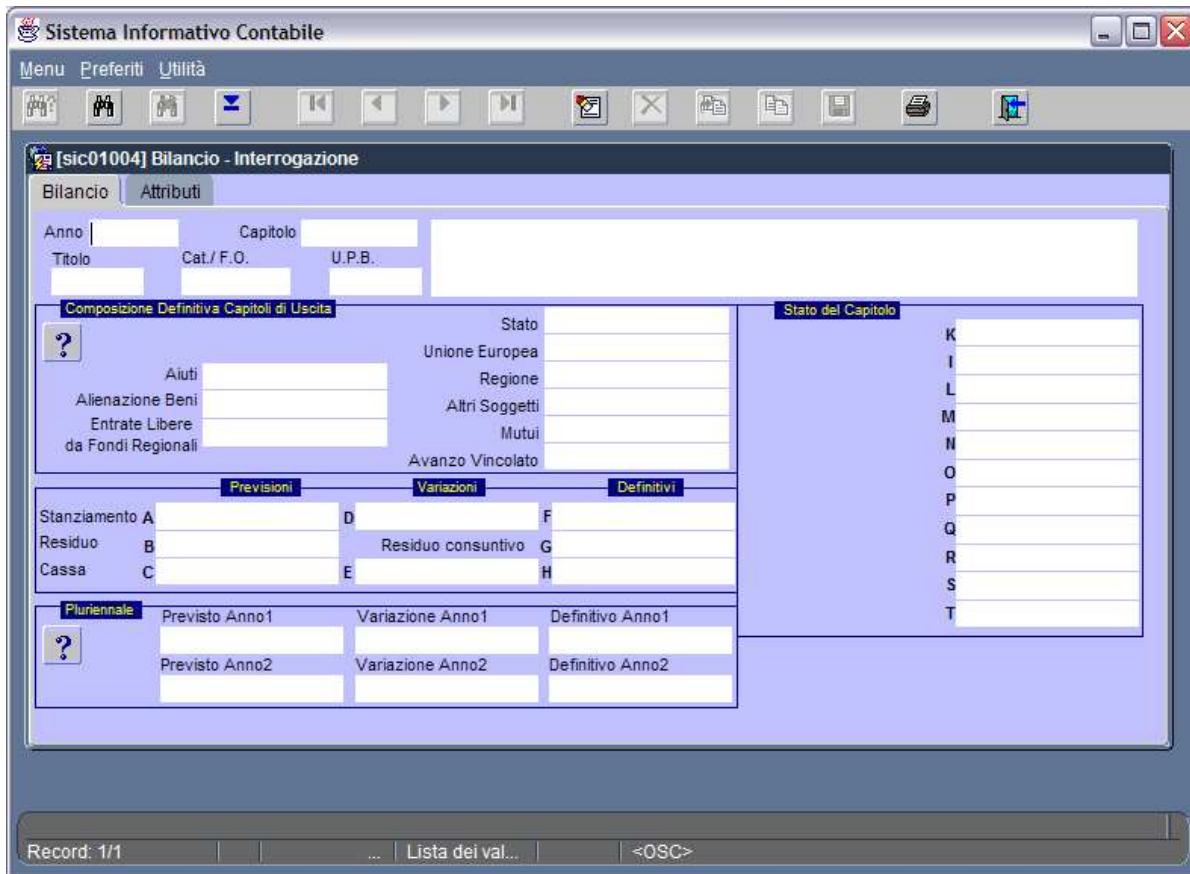 Sistema Informativo Contabile
Menu Preferiti Utilità
[sic01004] Bilancio - Interrogazione
Bilancio Attributi
Anno Capitolo
Titolo Cat./ F.O. U.P.B.
Composizione Definitiva Capitoli di Uscita
?
Aiuti
Alienazione Beni
Entrate Libere
da Fondi Regionali
Stato
Unione Europea
Regione
Altri Soggetti
Mutui
Avanzo Vincolato
Stato del Capitolo
K
I
L
M
N
O
P
Q
R
S
T
Previsioni Variazioni Definitivi
Stanziamento A D F
Residuo B Residuo consuntivo G
Cassa C E H
Pluriennale
?
Previsto Anno1 Variazione Anno1 Definitivo Anno1
Previsto Anno2 Variazione Anno2 Definitivo Anno2
Record: 1/1 ... Lista dei val... <OSC>